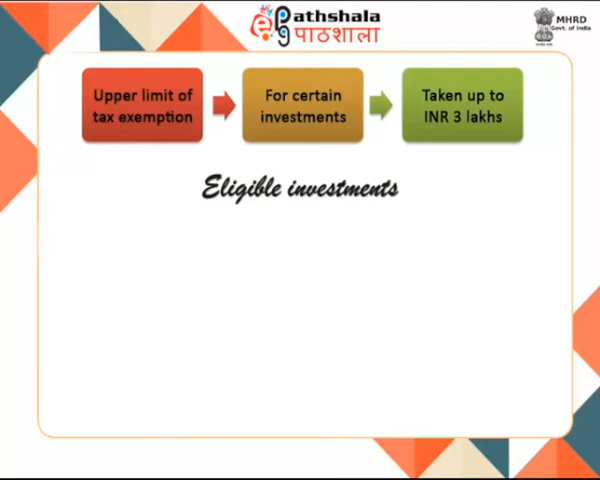 ePathshala
पाठशाला
MHRD
Govt. of India
Upper limit of
tax exemption
For certain
investments
Taken up to
INR 3 lakhs
Eligible investments